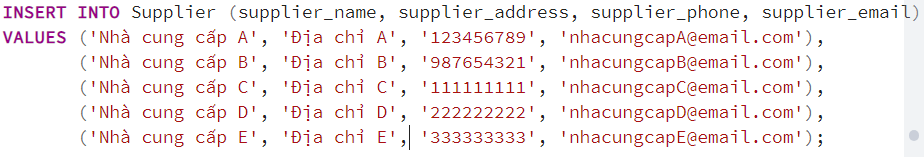 INSERT INTO Supplier (supplier_name, supplier_address, supplier_phone, supplier_email)
VALUES ('Nhà cung cấp A', 'Địa chỉ A', '123456789', 'nhacungcapA@email.com'),
('Nhà cung cấp B', 'Địa chỉ B', '987654321', 'nhacungcapB@email.com'),
('Nhà cung cấp C', 'Địa chỉ C', '111111111', 'nhacungcapC@email.com'),
('Nhà cung cấp D', 'Địa chỉ D', '222222222', 'nhacungcapD@email.com'),
('Nhà cung cấp E', 'Địa chỉ E', '333333333', 'nhacungcapE@email.com');